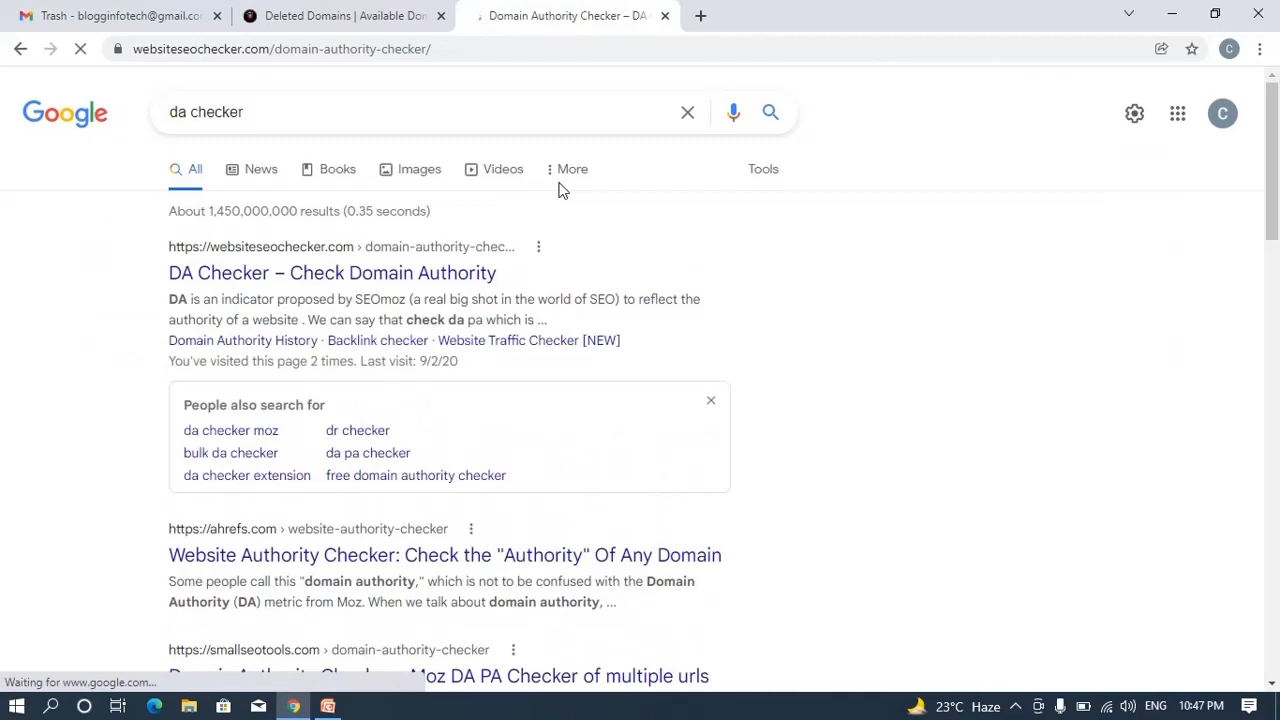 Trash - blogginfotech@gmail.co
Deleted Domains | Available Dom
Domain Authority Checker – DA
websiteseochecker.com/domain-authority-checker/
C
Google
da checker
C
All
News
Books
Images
Videos
More
Tools
About 1,450,000,000 results (0.35 seconds)
https://websiteseochecker.com › domain-authority-chec...
DA Checker – Check Domain Authority
DA is an indicator proposed by SEOmoz (a real big shot in the world of SEO) to reflect the
authority of a website . We can say that check da pa which is ...
Domain Authority History · Backlink checker · Website Traffic Checker [NEW]
You've visited this page 2 times. Last visit: 9/2/20
People also search for
da checker moz
dr checker
bulk da checker
da pa checker
da checker extension
free domain authority checker
https://ahrefs.com › website-authority-checker
Website Authority Checker: Check the "Authority" Of Any Domain
Some people call this "domain authority," which is not to be confused with the Domain
Authority (DA) metric from Moz. When we talk about domain authority, ...
https://smallseotools.com › domain-authority-checker
Moz DA PA Checker of multiple urls
Waiting for www.google.com...
23°C Haze
ENG
10:47 PM